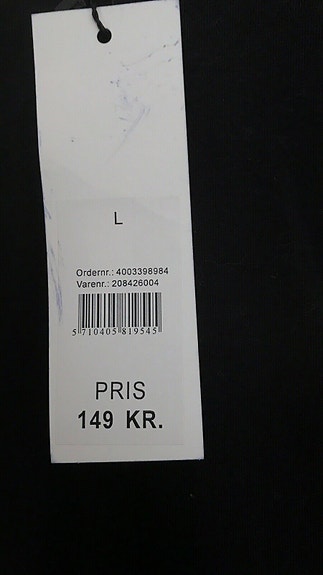 L
Ordernr.: 4003398984
Varenr.: 208426004
5 710405 819545
PRIS
149 KR.